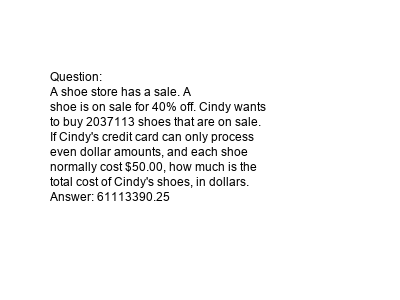 Question:
A shoe store has a sale. A
shoe is on sale for 40% off. Cindy wants
to buy 2037113 shoes that are on sale.
If Cindy's credit card can only process
even dollar amounts, and each shoe
normally cost $50.00, how much is the
total cost of Cindy's shoes, in dollars.
Answer: 61113390.25